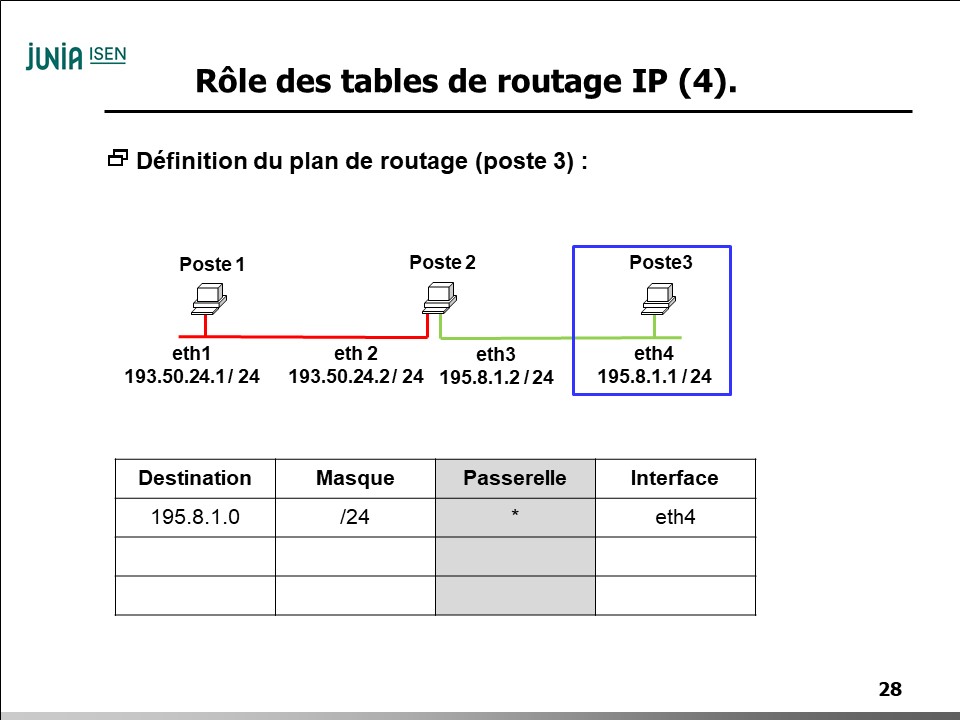 JUNIA ISEN
Rôle des tables de routage IP (4).
Définition du plan de routage (poste 3) :
Poste 1 Poste 2 Poste3
eth1 eth 2 eth3 eth4
193.50.24.1 / 24 193.50.24.2 / 24 195.8.1.2 / 24 195.8.1.1 / 24
Destination Masque Passerelle Interface
195.8.1.0 /24 * eth4
28